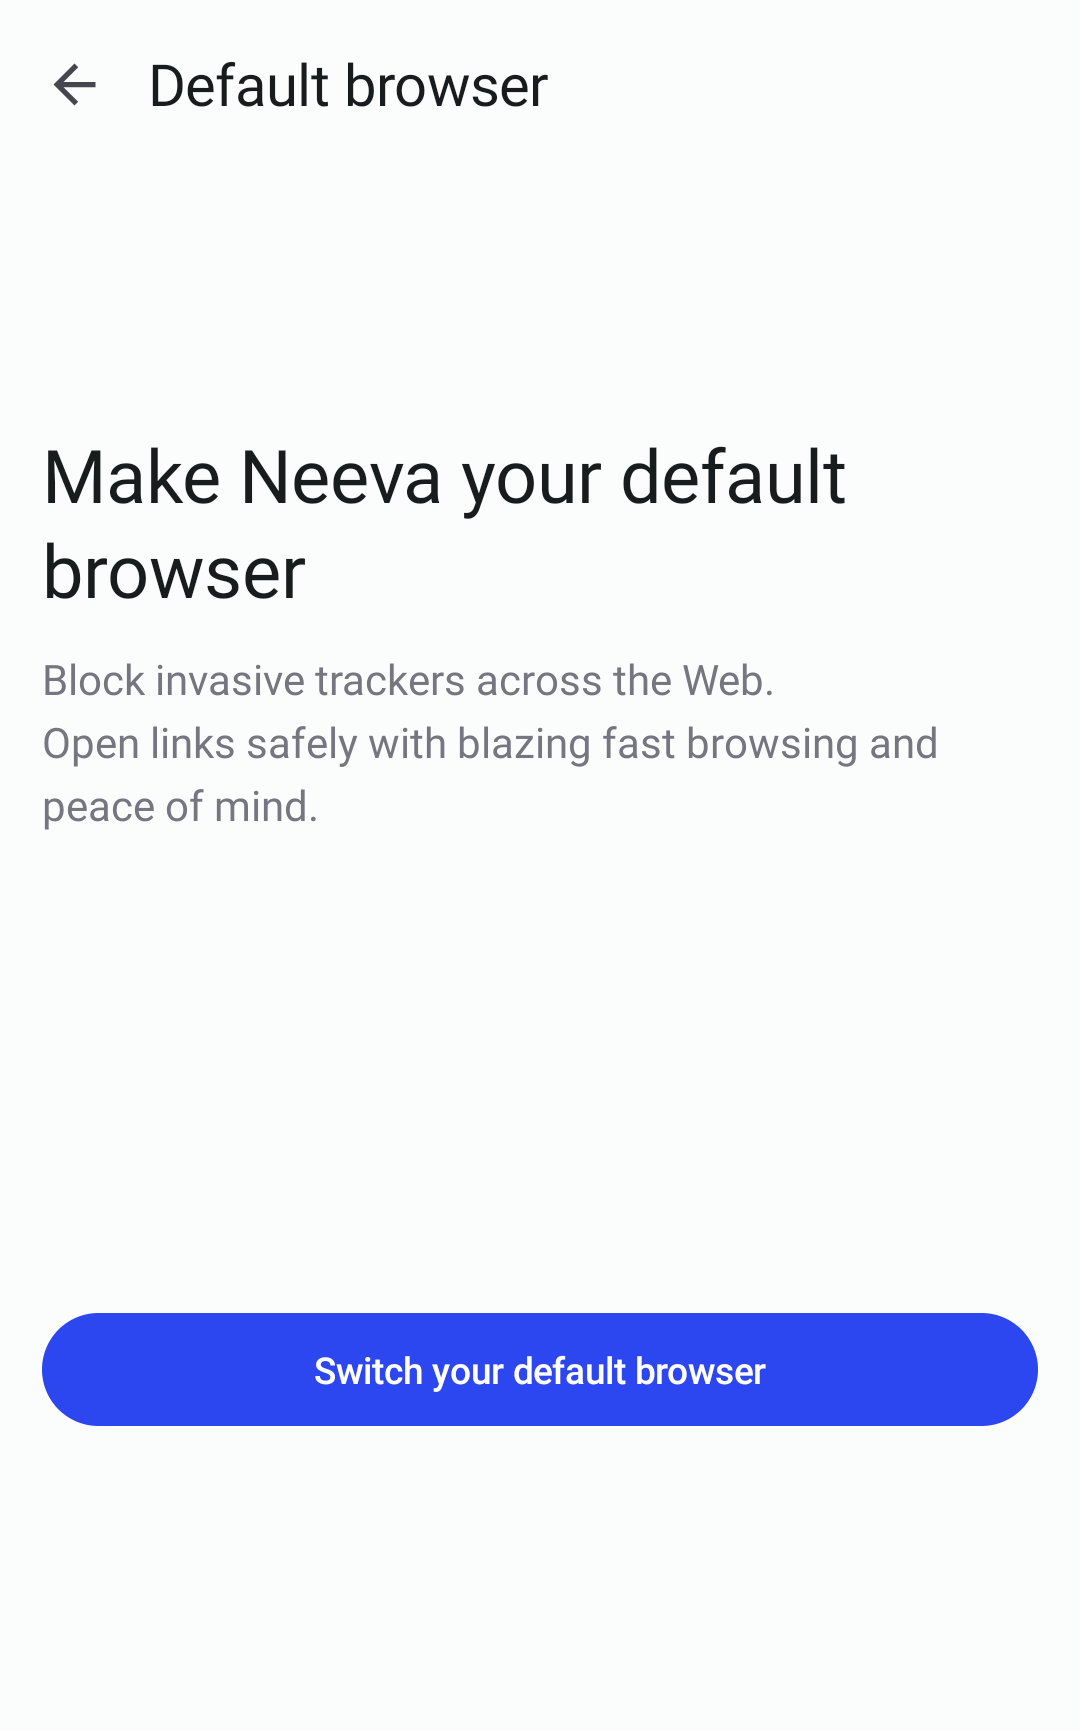 Default browser
Make Neeva your default
browser
Block invasive trackers across the Web.
Open links safely with blazing fast browsing and
peace of mind.
Switch your default browser